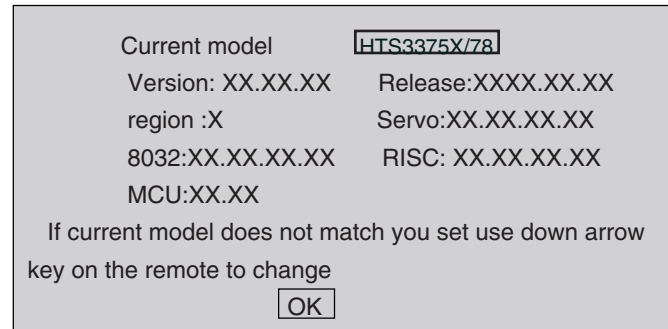 Current model HTS3375X/78
Version: XX.XX.XX Release:XXXX.XX.XX
region :X Servo:XX.XX.XX.XX
8032:XX.XX.XX.XX RISC: XX.XX.XX.XX
MCU:XX.XX
If current model does not match you set use down arrow
key on the remote to change
OK